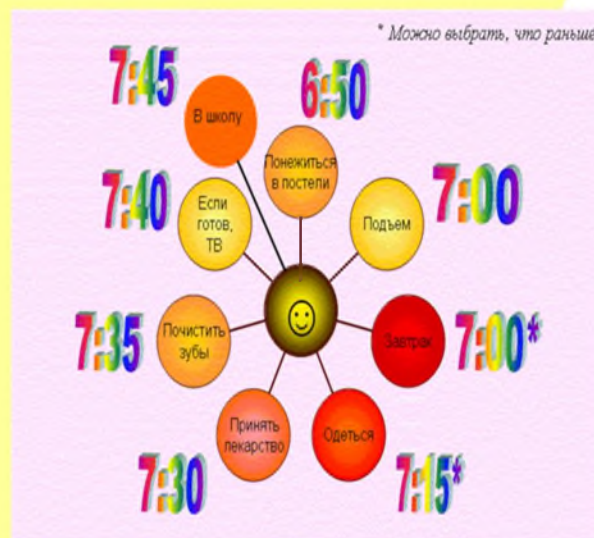 * Можно выбрать, что раньше
7:45
В школу
6:50
Понежиться
в постели
7:00
Подъем
7:00*
Завтрак
7:15*
Одеться
7:30
Принять
лекарство
7:35
Почистить
зубы
7:40
Если
готов,
ТВ